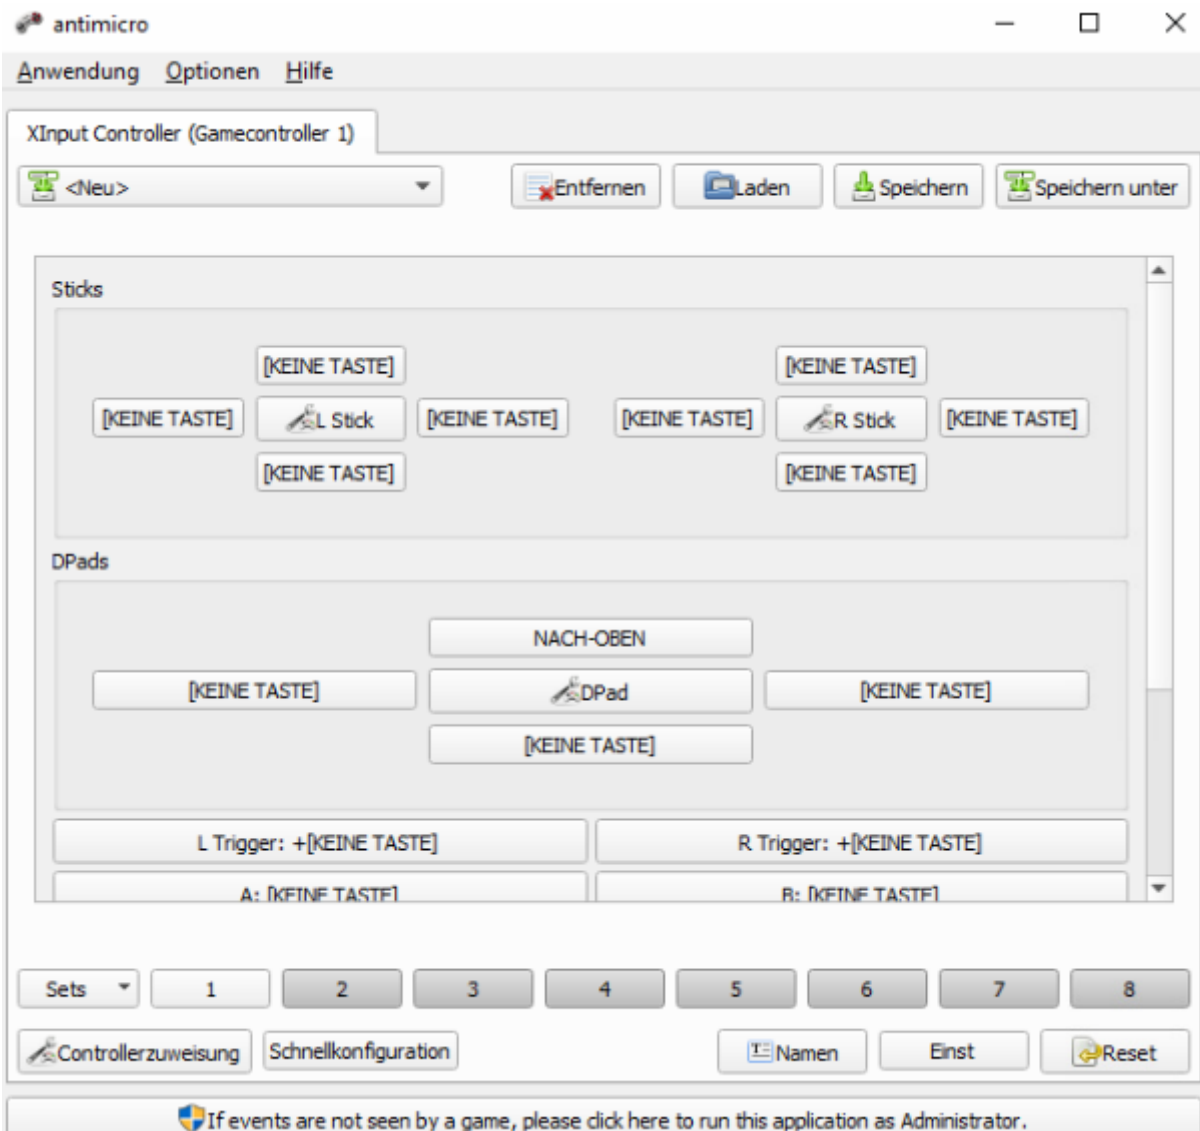 antimicro
Anwendung Optionen Hilfe
XInput Controller (Gamecontroller 1)
<Neu> Entfernen Laden Speichern Speichern unter
Sticks
[KEINE TASTE] [KEINE TASTE]
[KEINE TASTE] L Stick [KEINE TASTE] [KEINE TASTE] R Stick [KEINE TASTE]
[KEINE TASTE] [KEINE TASTE]
DPads
NACH-OBEN
[KEINE TASTE] DPad [KEINE TASTE]
[KEINE TASTE]
L Trigger: +[KEINE TASTE] R Trigger: +[KEINE TASTE]
A: [KEINE TASTE] B: [KEINE TASTE]
Sets 1 2 3 4 5 6 7 8
Controllerzuweisung Schnellkonfiguration Namen Einst Reset
If events are not seen by a game, please click here to run this application as Administrator.